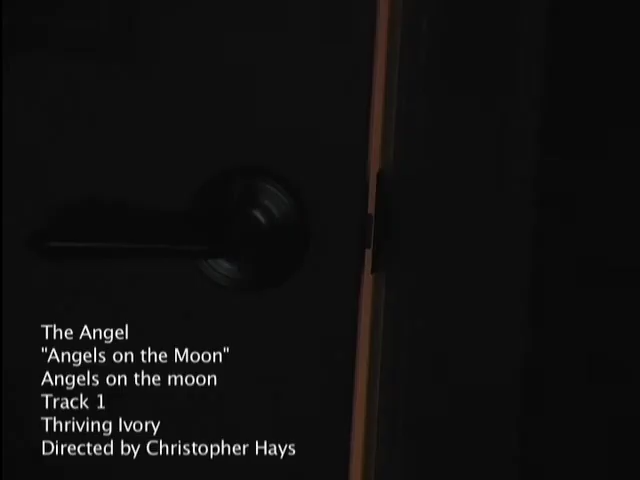 The Angel
"Angels on the Moon"
Angels on the moon
Track 1
Thriving Ivory
Directed by Christopher Hays